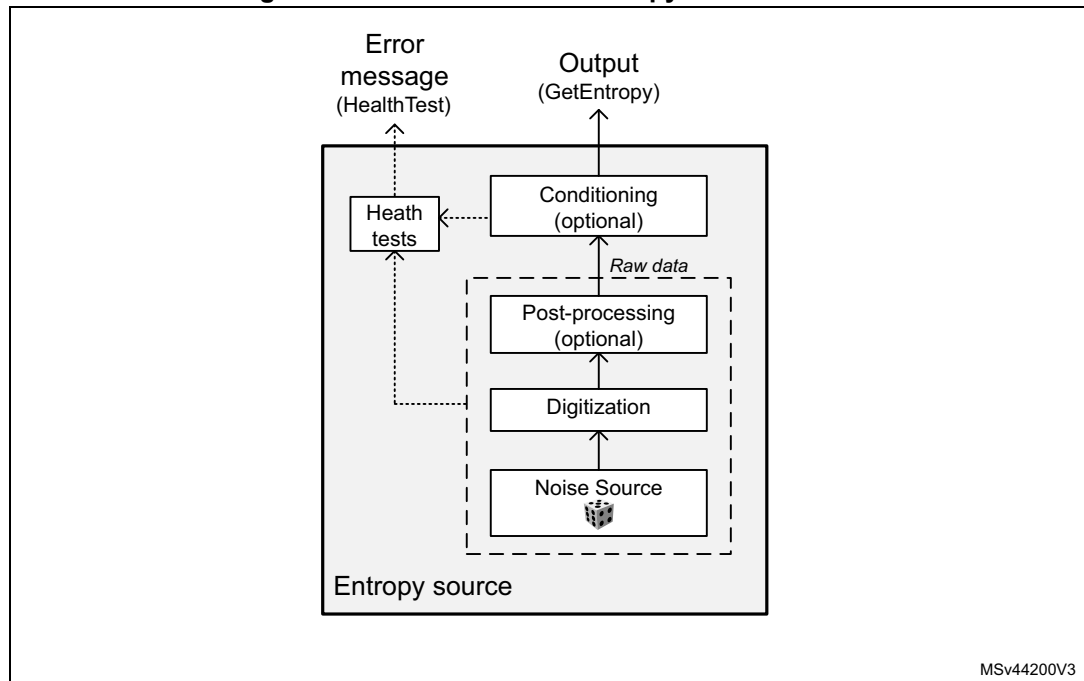 Error
message
(HealthTest)
Output
(GetEntropy)
Conditioning
(optional)
Heath
tests
Raw data
Post-processing
(optional)
Digitization
Noise Source
Entropy source
MSv44200V3